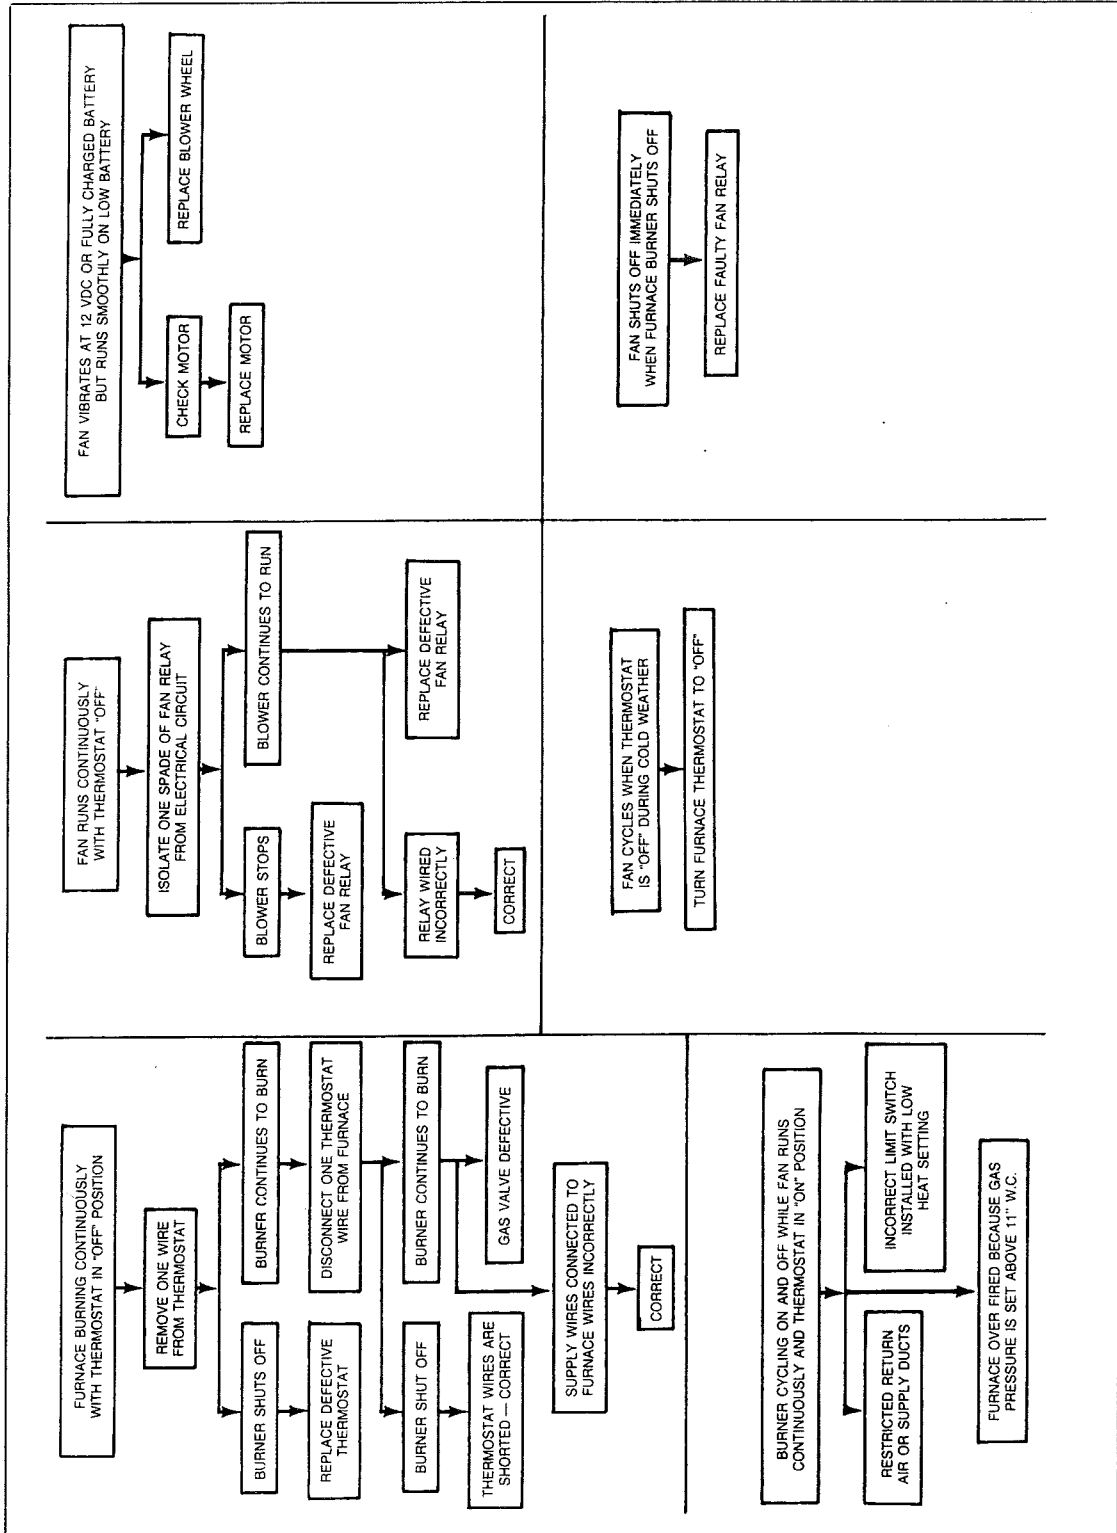 FURNACE BURNING CONTINUOUSLY
WITH THERMOSTAT IN "OFF" POSITION
REMOVE ONE WIRE
FROM THERMOSTAT
BURNER SHUTS OFF
BURNER CONTINUES TO BURN
REPLACE DEFECTIVE
THERMOSTAT
DISCONNECT ONE THERMOSTAT
WIRE FROM FURNACE
BURNER SHUT OFF
BURNER CONTINUES TO BURN
THERMOSTAT WIRES ARE
SHORTED — CORRECT
GAS VALVE DEFECTIVE
SUPPLY WIRES CONNECTED TO
FURNACE WIRES INCORRECTLY
CORRECT
FAN RUNS CONTINUOUSLY
WITH THERMOSTAT "OFF"
ISOLATE ONE SPADE OF FAN RELAY
FROM ELECTRICAL CIRCUIT
BLOWER STOPS
BLOWER CONTINUES TO RUN
REPLACE DEFECTIVE
FAN RELAY
RELAY WIRED
INCORRECTLY
REPLACE DEFECTIVE
FAN RELAY
CORRECT
FAN VIBRATES AT 12 VDC OR FULLY CHARGED BATTERY
BUT RUNS SMOOTHLY ON LOW BATTERY
CHECK MOTOR
REPLACE BLOWER WHEEL
REPLACE MOTOR
BURNER CYCLING ON AND OFF WHILE FAN RUNS
CONTINUOUSLY AND THERMOSTAT IN "ON" POSITION
RESTRICTED RETURN
AIR OR SUPPLY DUCTS
INCORRECT LIMIT SWITCH
INSTALLED WITH LOW
HEAT SETTING
FURNACE OVER FIRED BECAUSE GAS
PRESSURE IS SET ABOVE 11" W.C.
FAN CYCLES WHEN THERMOSTAT
IS "OFF" DURING COLD WEATHER
TURN FURNACE THERMOSTAT TO "OFF"
FAN SHUTS OFF IMMEDIATELY
WHEN FURNACE BURNER SHUTS OFF
REPLACE FAULTY FAN RELAY